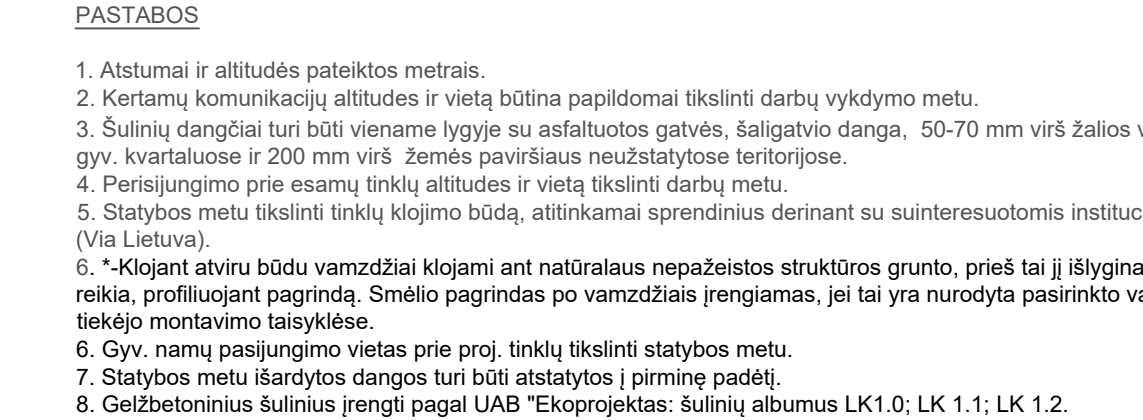 PASTABOS
1. Atstumai ir altitudės pateiktos metrais.
2. Kertamų komunikacijų altitudes ir vietą būtina papildomai tikslinti darbų vykdymo metu.
3. Šulinių dangčiai turi būti viename lygyje su asfaltuotos gatvės, šaligatvio danga,  50-70 mm virš žalios
gyv. kvartaluose ir 200 mm virš  žemės paviršiaus neužstatytose teritorijose.
4. Perisijungimo prie esamų tinklų altitudes ir vietą tikslinti darbų metu.
5. Statybos metu tikslinti tinklų klojimo būdą, atitinkamai sprendinius derinant su suinteresuotomis instituc
(Via Lietuva).
6. *-Klojant atviru būdu vamzdžiai klojami ant natūralaus nepažeistos struktūros grunto, prieš tai jį išlygina
reikia, profiliuojant pagrindą. Smėlio pagrindas po vamzdžiais įrengiamas, jei tai yra nurodyta pasirinkto va
tiekėjo montavimo taisyklėse.
6. Gyv. namų pasijungimo vietas prie proj. tinklų tikslinti statybos metu.
7. Statybos metu išardytos dangos turi būti atstatytos į pirminę padėtį.
8. Gelžbetoninius šulinius įrengti pagal UAB "Ekoprojektas: šulinių albumus LK1.0; LK 1.1; LK 1.2.